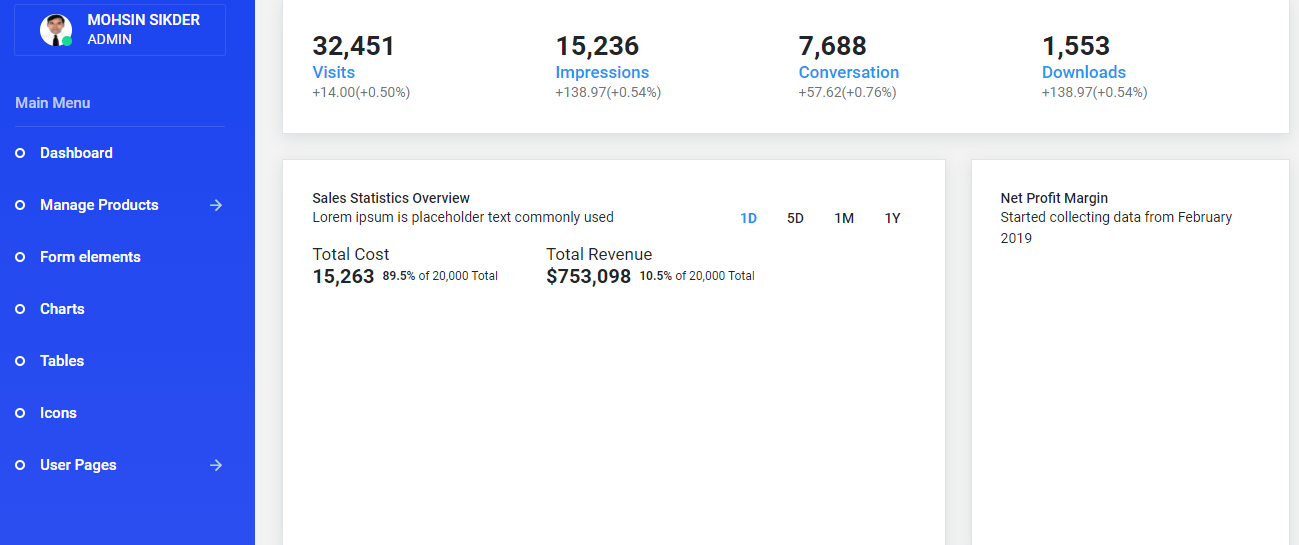 MOHSIN SIKDER
ADMIN
Main Menu
Dashboard
Manage Products
Form elements
Charts
Tables
Icons
User Pages
32,451
Visits
+14.00(+0.50%)
15,236
Impressions
+138.97(+0.54%)
7,688
Conversation
+57.62(+0.76%)
1,553
Downloads
+138.97(+0.54%)
Sales Statistics Overview
Lorem ipsum is placeholder text commonly used
1D 5D 1M 1Y
Total Cost
15,263 89.5% of 20,000 Total
Total Revenue
$753,098 10.5% of 20,000 Total
Net Profit Margin
Started collecting data from February
2019